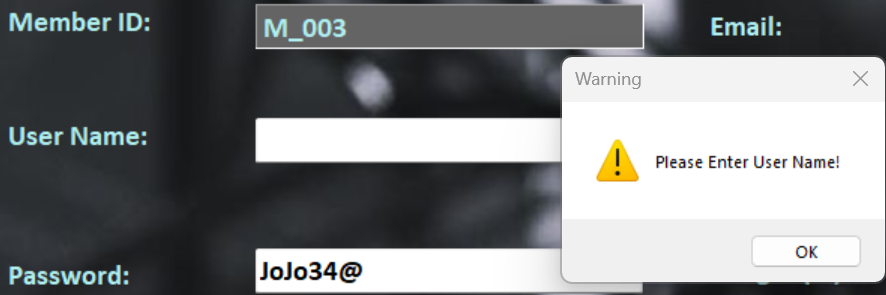 Member ID:
M_003
Email:
Warning
User Name:
Please Enter User Name!
OK
Password:
JoJo34@